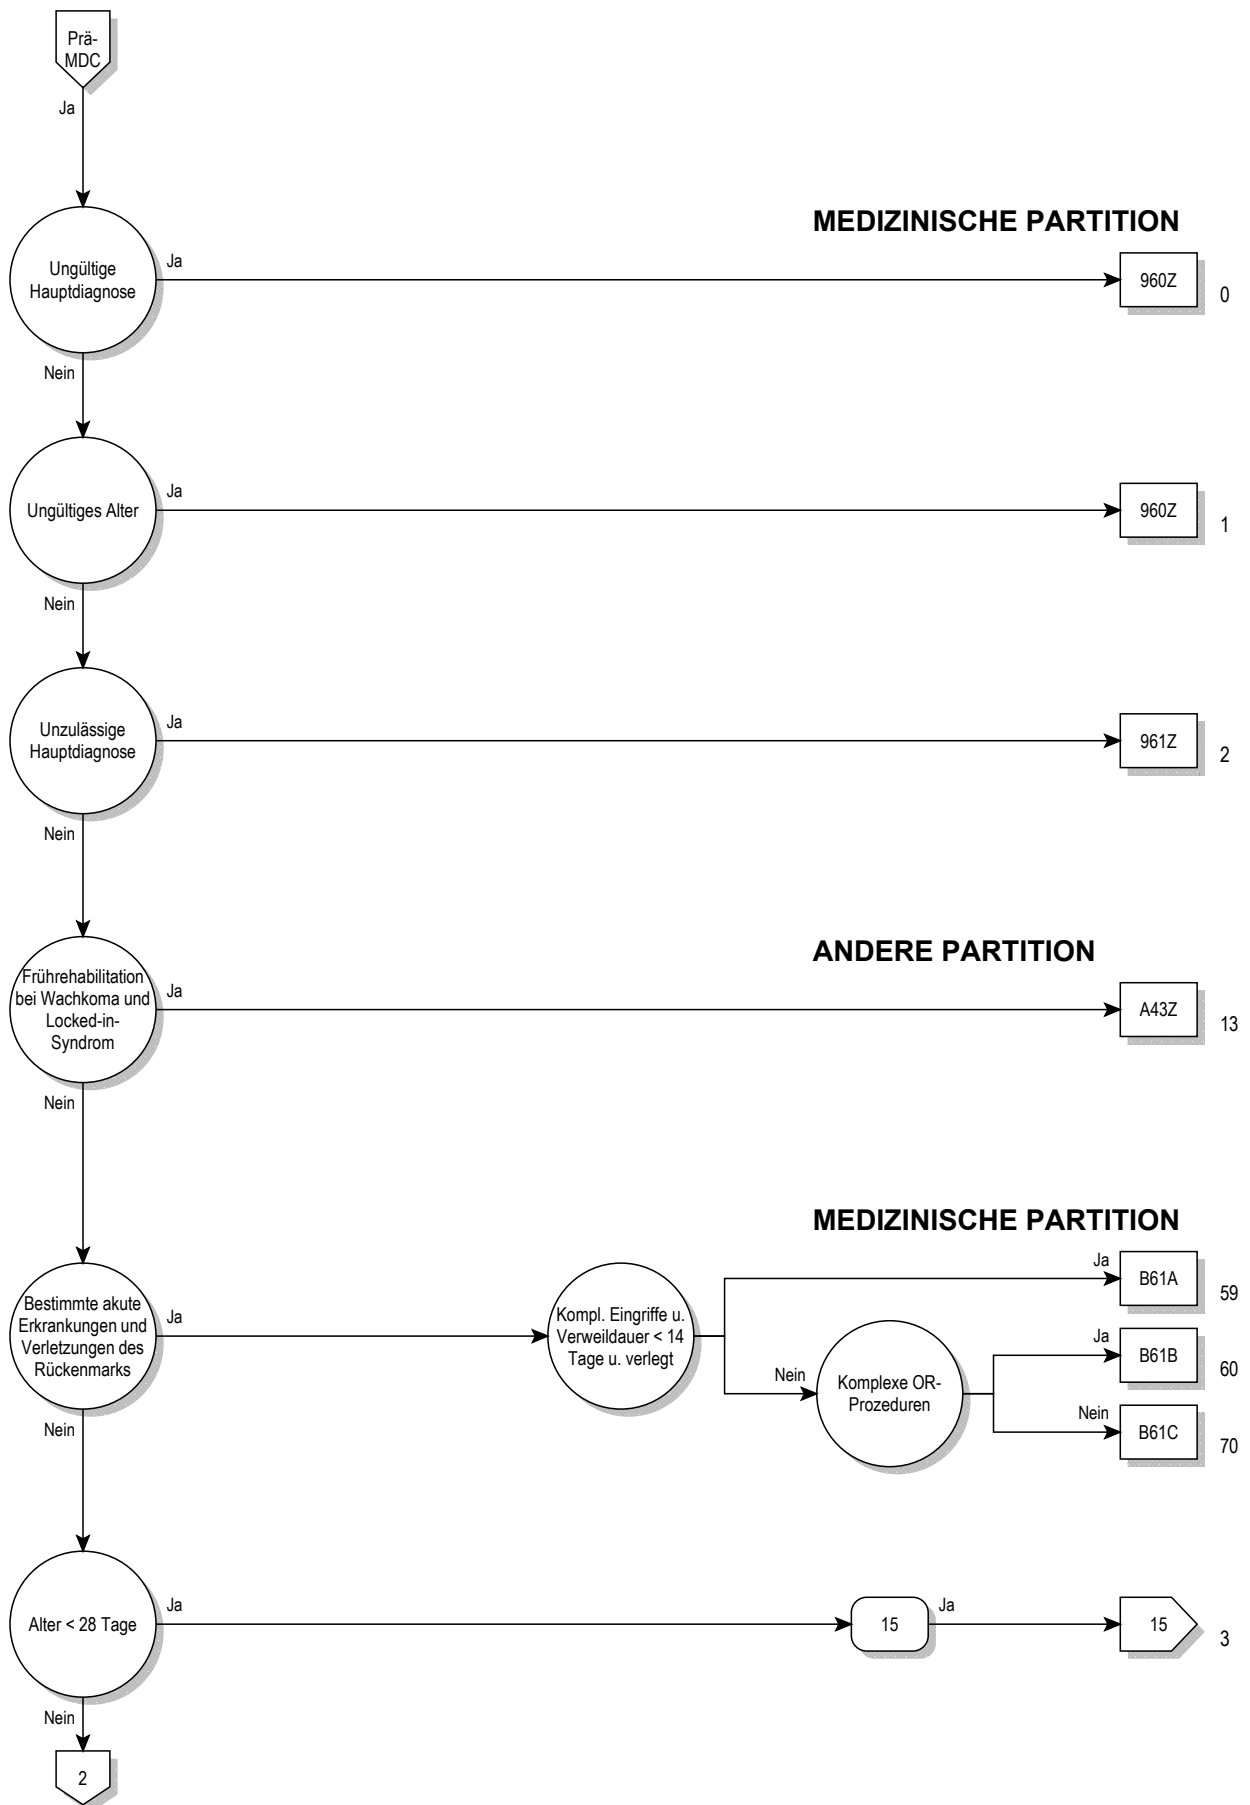 Prä-
MDC
Ja
MEDIZINISCHE PARTITION
Ungültige
Hauptdiagnose
Ja
960Z
0
Nein
Ungültiges Alter
Ja
960Z
1
Nein
Unzulässige
Hauptdiagnose
Ja
961Z
2
Nein
ANDERE PARTITION
Frührehabilitation
bei Wachkoma und
Locked-in-
Syndrom
Ja
A43Z
13
Nein
MEDIZINISCHE PARTITION
Bestimmte akute
Erkrankungen und
Verletzungen des
Rückenmarks
Ja
Kompl. Eingriffe u.
Verweildauer < 14
Tage u. verlegt
Ja
B61A
59
Nein
Komplexe OR-
Prozeduren
Ja
B61B
60
Nein
B61C
70
Nein
Alter < 28 Tage
Ja
15
Ja
15
3
Nein
2